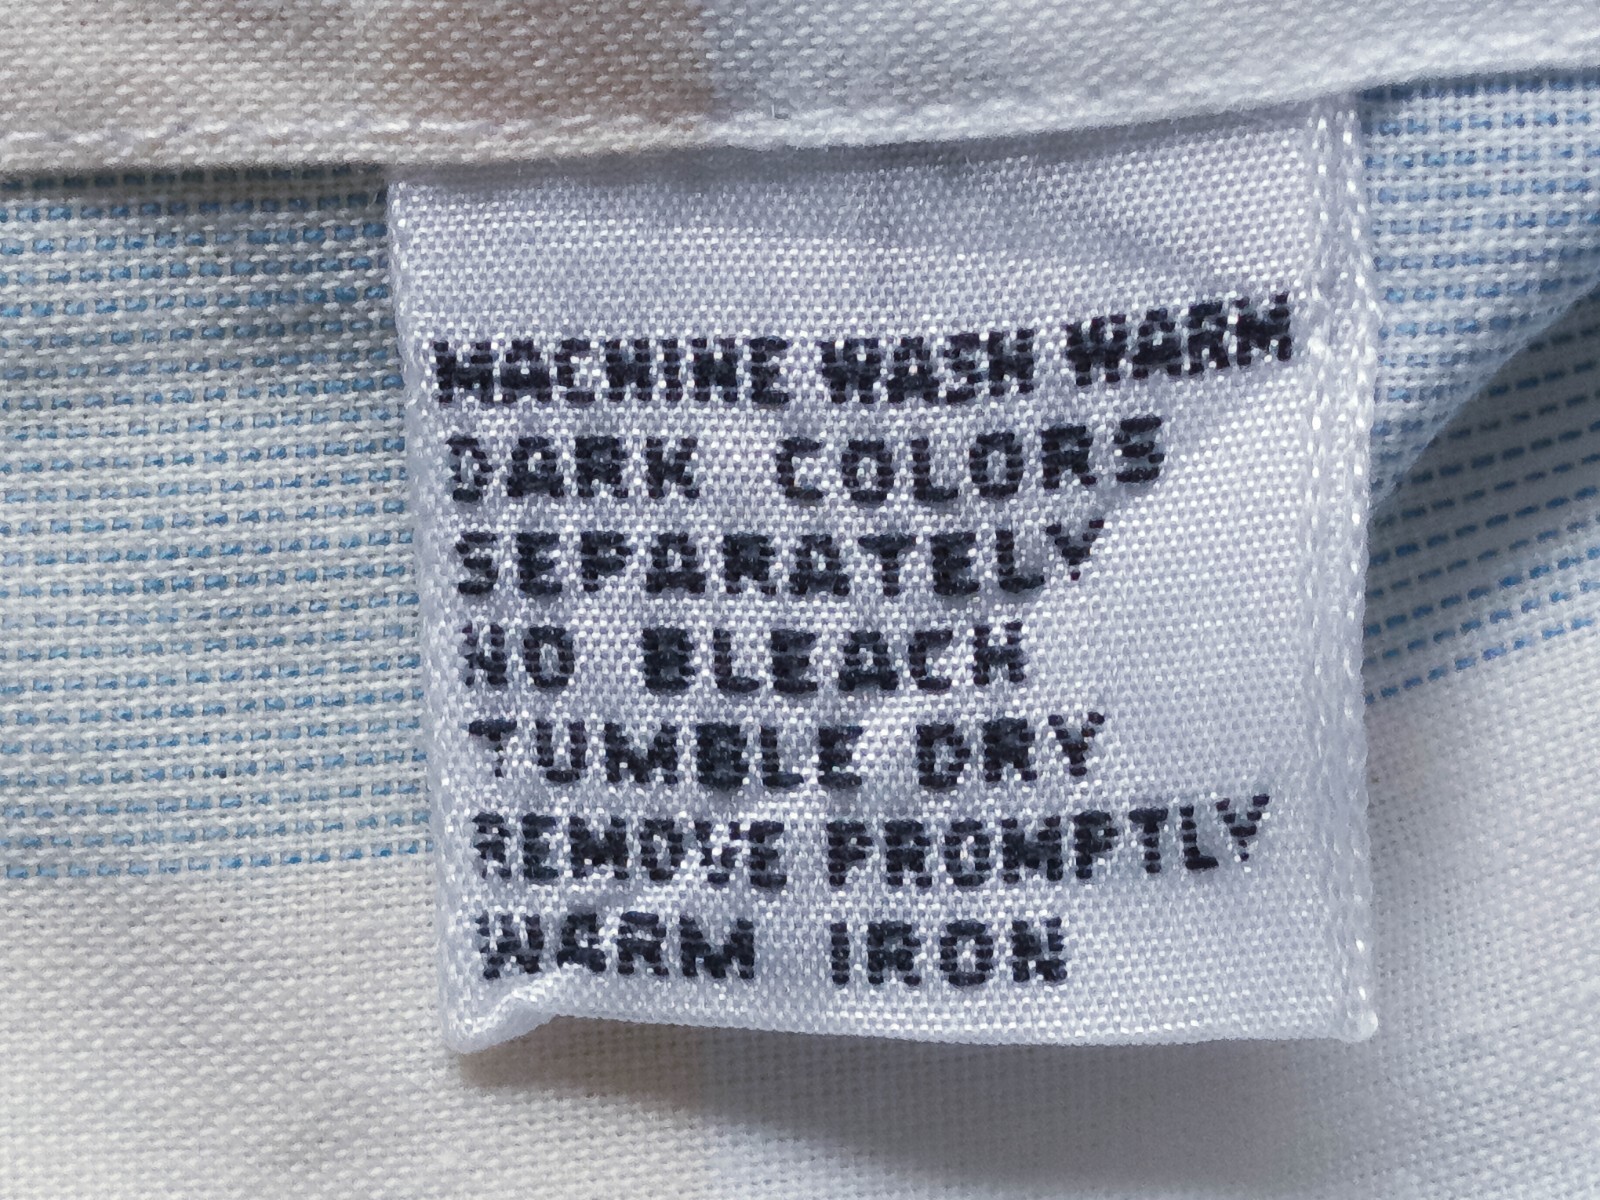 MACHINE WASH WARM
DARK COLORS
SEPARATELY
NO BLEACH
TUMBLE DRY
REMOVE PROMPTLY
WARM IRON